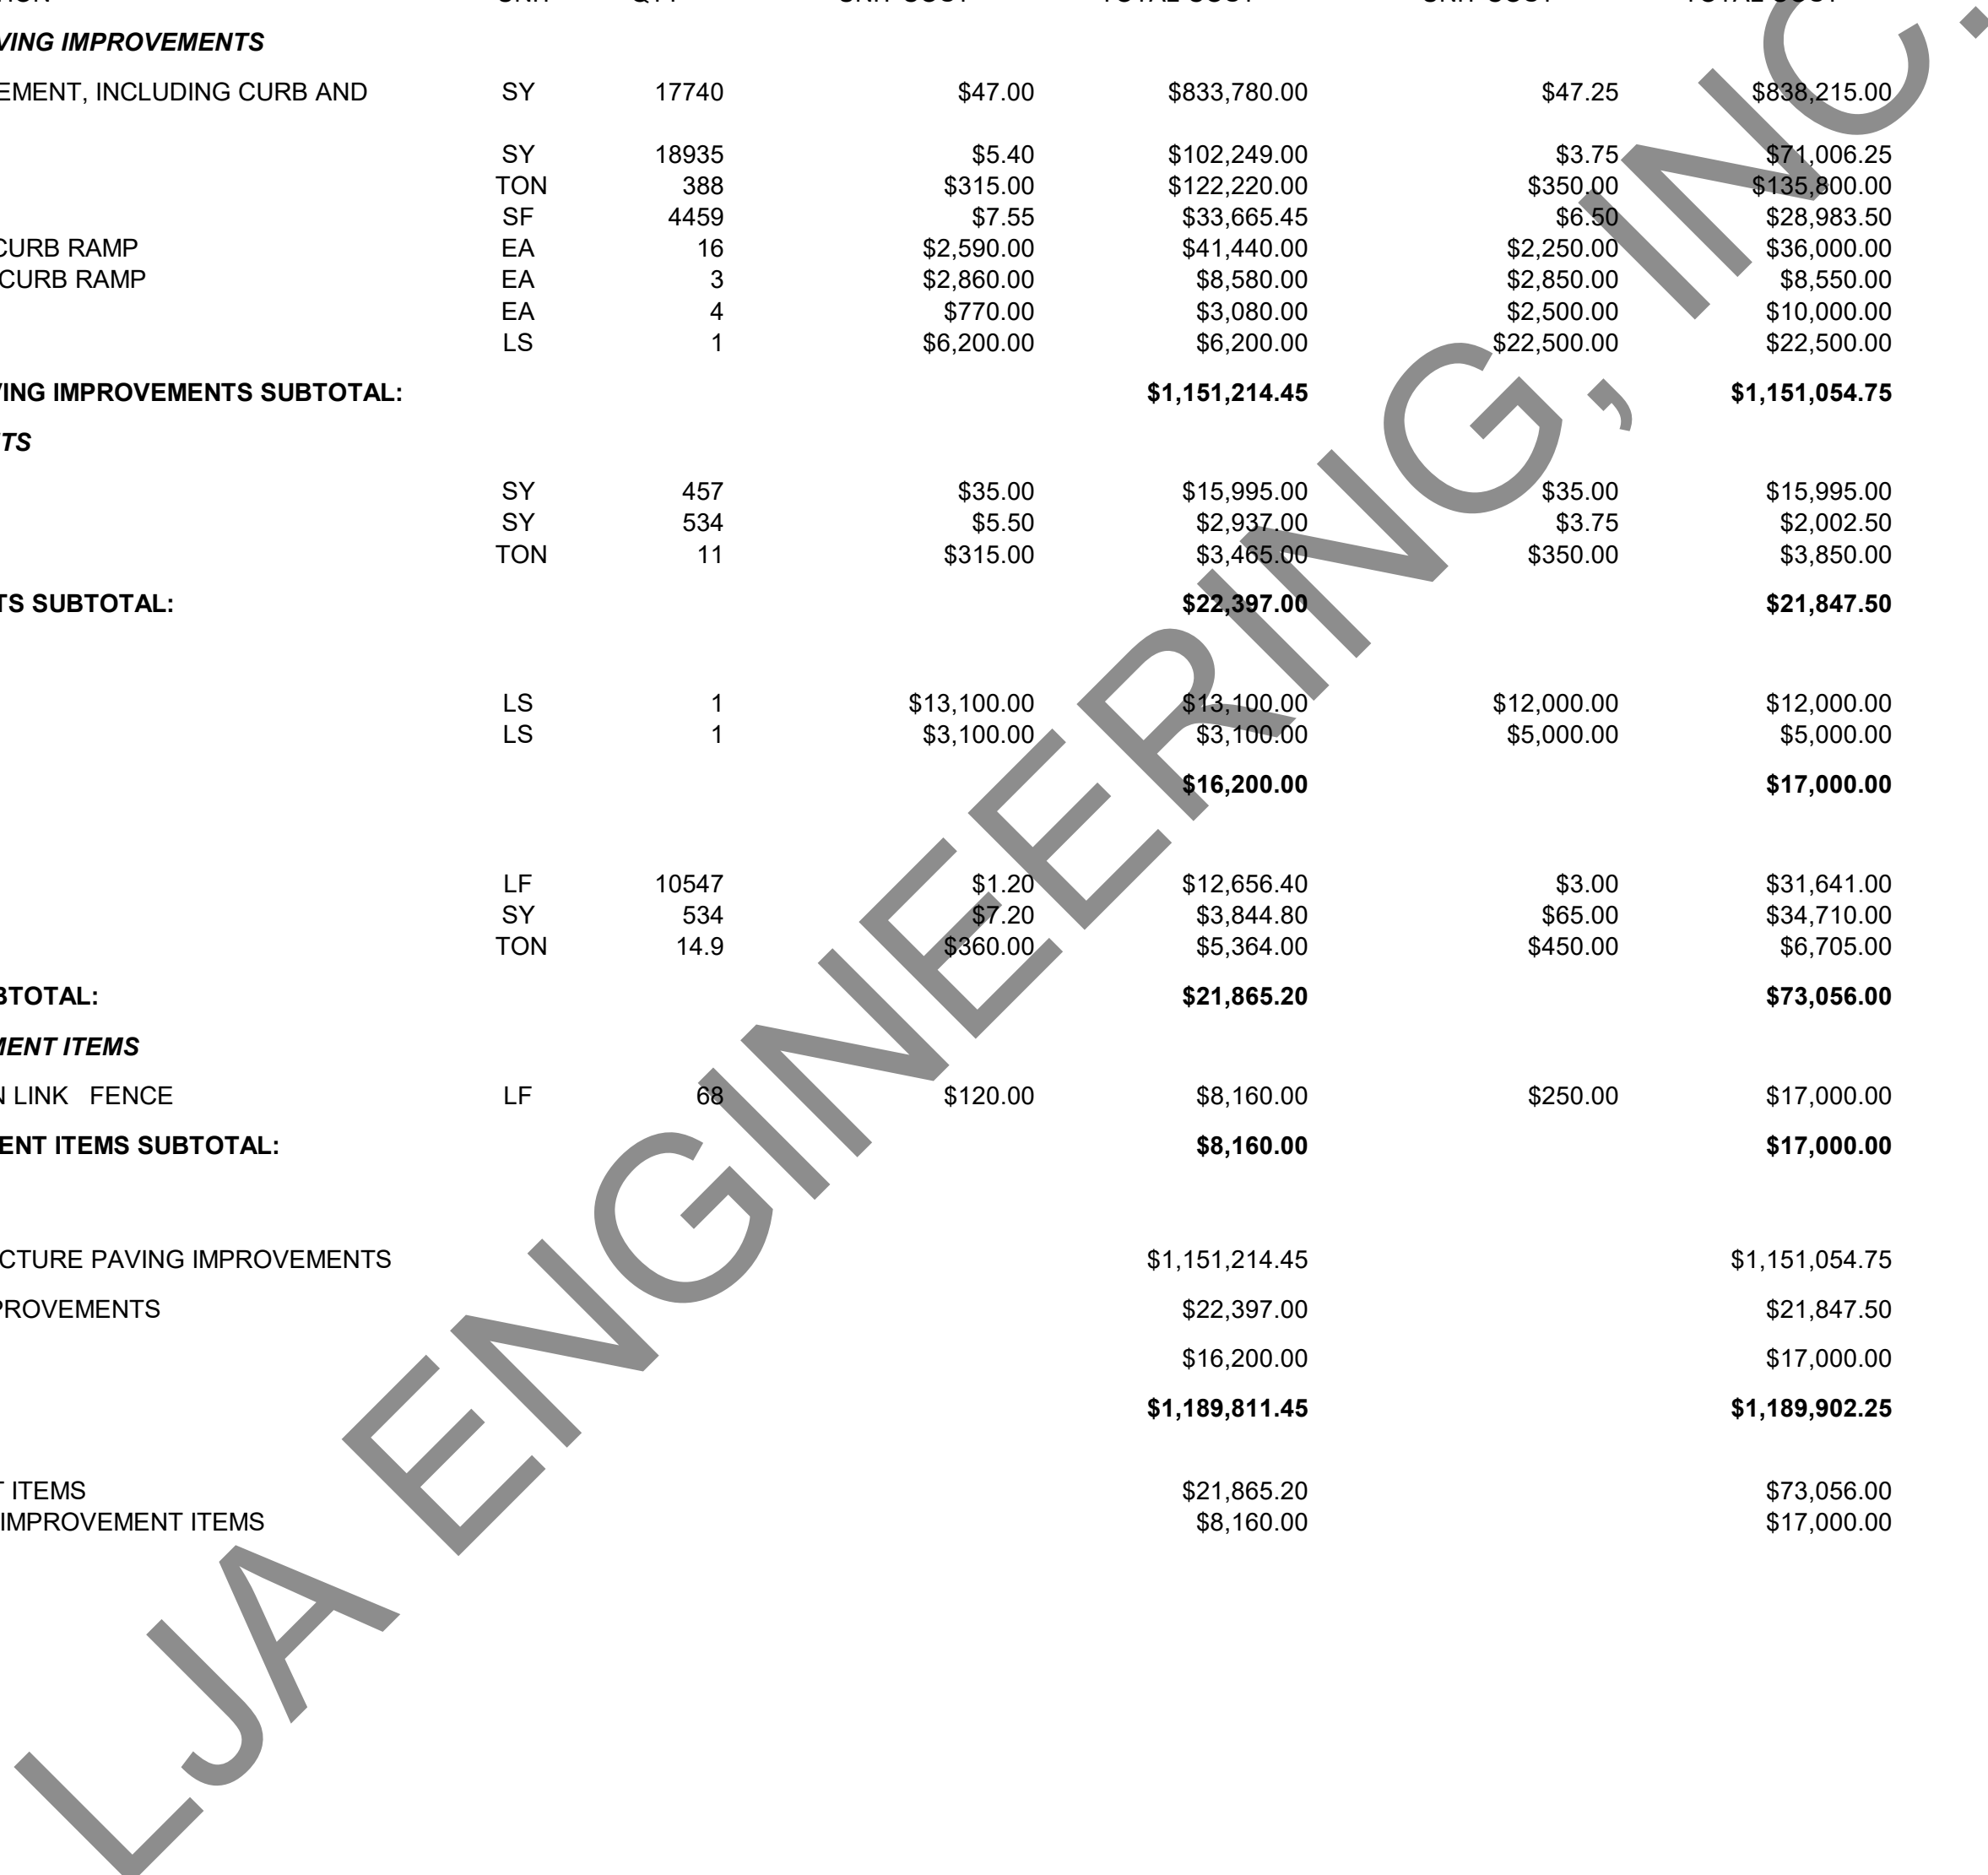 VING IMPROVEMENTS
EMENT, INCLUDING CURB AND SY 17740 $47.00 $833,780.00 $47.25 $838,215.00
SY 18935 $5.40 $102,249.00 $3.75 $71,006.25
TON 388 $315.00 $122,220.00 $350.00 $135,800.00
SF 4459 $7.55 $33,665.45 $6.50 $28,983.50
CURB RAMP EA 16 $2,590.00 $41,440.00 $2,250.00 $36,000.00
CURB RAMP EA 3 $2,860.00 $8,580.00 $2,850.00 $8,550.00
EA 4 $770.00 $3,080.00 $2,500.00 $10,000.00
LS 1 $6,200.00 $6,200.00 $22,500.00 $22,500.00
VING IMPROVEMENTS SUBTOTAL: $1,151,214.45 $1,151,054.75
TS
SY 457 $35.00 $15,995.00 $35.00 $15,995.00
SY 534 $5.50 $2,937.00 $3.75 $2,002.50
TON 11 $315.00 $3,465.00 $350.00 $3,850.00
TS SUBTOTAL: $22,397.00 $21,847.50
LS 1 $13,100.00 $13,100.00 $12,000.00 $12,000.00
LS 1 $3,100.00 $3,100.00 $5,000.00 $5,000.00
$16,200.00 $17,000.00
LF 10547 $1.20 $12,656.40 $3.00 $31,641.00
SY 534 $7.20 $3,844.80 $65.00 $34,710.00
TON 14.9 $360.00 $5,364.00 $450.00 $6,705.00
BTOTAL: $21,865.20 $73,056.00
MENT ITEMS
N LINK FENCE LF 68 $120.00 $8,160.00 $250.00 $17,000.00
ENT ITEMS SUBTOTAL: $8,160.00 $17,000.00
CTURE PAVING IMPROVEMENTS $1,151,214.45 $1,151,054.75
PROVEMENTS $22,397.00 $21,847.50
$16,200.00 $17,000.00
$1,189,811.45 $1,189,902.25
T ITEMS $21,865.20 $73,056.00
IMPROVEMENT ITEMS $8,160.00 $17,000.00
LJA ENGINEERING, INC.